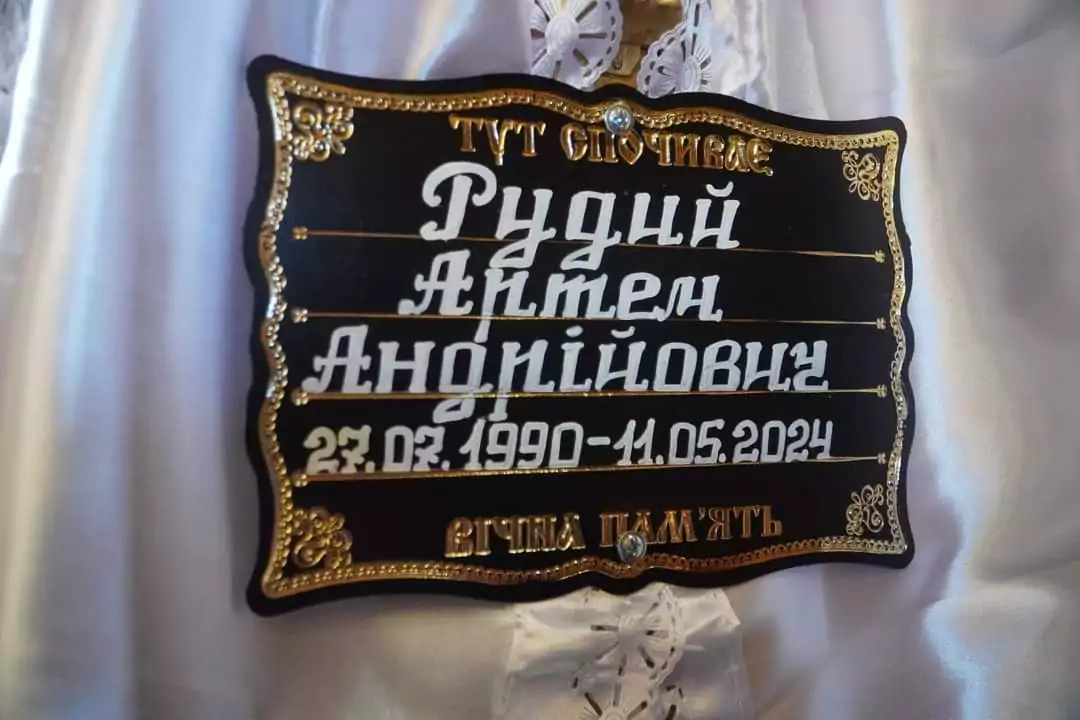 ТУТ СПОЧИВАЄ
Рудий
Артем
Андрійович
27.07.1990-11.05.2024
ВІЧНА ПАМ'ЯТЬ